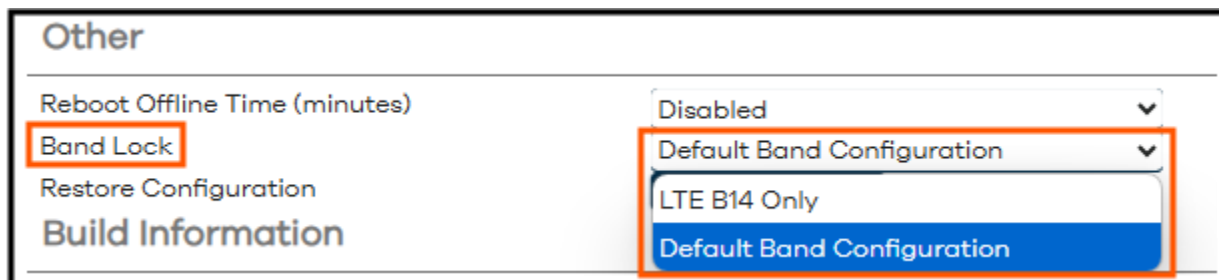 Other
Reboot Offline Time (minutes)
Disabled
Band Lock
Default Band Configuration
Restore Configuration
LTE B14 Only
Build Information
Default Band Configuration